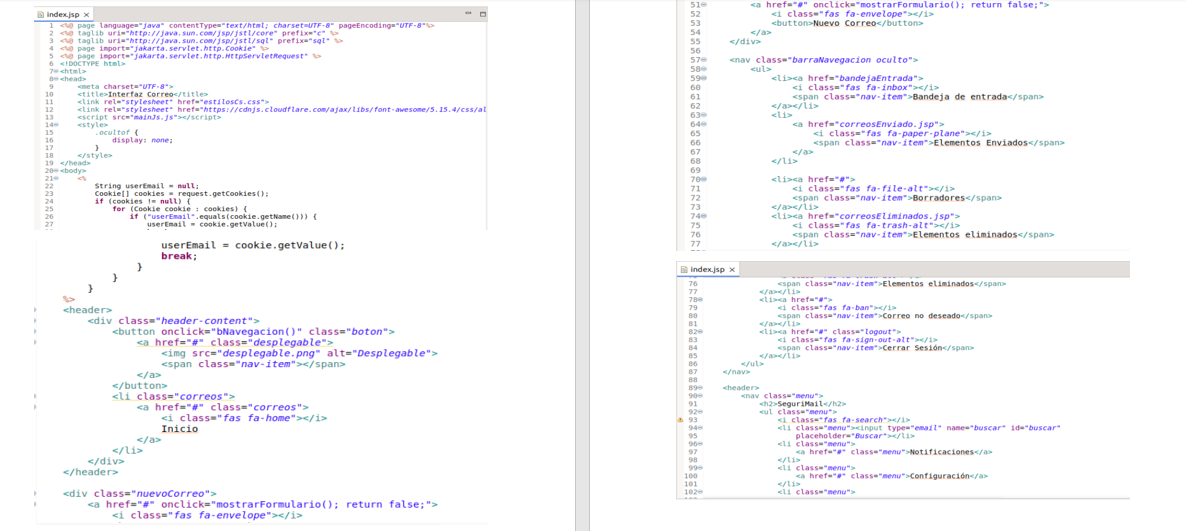 index.jsp
1 <%@ page language="java" contentType="text/html; charset=UTF-8" pageEncoding="UTF-8"%>
2 <%@ taglib uri="http://java.sun.com/jsp/jstl/core" prefix="c" %>
3 <%@ taglib uri="http://java.sun.com/jsp/jstl/sql" prefix="sql" %>
4 <%@ page import="jakarta.servlet.http.Cookie" %>
5 <%@ page import="jakarta.servlet.http.HttpServletRequest" %>
6 <!DOCTYPE html>
7 <html>
8 <head>
9 <meta charset="UTF-8">
10 <title>Interfaz Correo</title>
11 <link rel="stylesheet" href="estilosCs.css">
12 <link rel="stylesheet" href="https://cdnjs.cloudflare.com/ajax/libs/font-awesome/5.15.4/css/al
13 <script src="mainJs.js"></script>
14 <style>
15 .ocultof {
16 display: none;
17 }
18 </style>
19 </head>
20 <body>
21 <%
22 String userEmail = null;
23 Cookie[] cookies = request.getCookies();
24 if (cookies != null) {
25 for (Cookie cookie : cookies) {
26 if ("userEmail".equals(cookie.getName())) {
27 userEmail = cookie.getValue();
userEmail = cookie.getValue();
break;
}
}
}
%>
<header>
<div class="header-content">
<button onclick="bNavegacion()" class="boton">
<a href="#" class="desplegable">
<img src="desplegable.png" alt="Desplegable">
<span class="nav-item"></span>
</a>
</button>
<li class="correos">
<a href="#" class="correos">
<i class="fas fa-home"></i>
Inicio
</a>
</li>
</div>
</header>
<div class="nuevoCorreo">
<a href="#" onclick="mostrarFormulario(); return false;">
<i class="fas fa-envelope"></i>
51 <a href="#" onclick="mostrarFormulario(); return false;">
52 <i class="fas fa-envelope"></i>
53 <button>Nuevo Correo</button>
54 </a>
55 </div>
56
57 <nav class="barraNavegacion oculto">
58 <ul>
59 <li><a href="bandejaEntrada">
60 <i class="fas fa-inbox"></i>
61 <span class="nav-item">Bandeja de entrada</span>
62 </a></li>
63 <li>
64 <a href="correosEnviado.jsp">
65 <i class="fas fa-paper-plane"></i>
66 <span class="nav-item">Elementos Enviados</span>
67 </a>
68 </li>
69
70 <li><a href="#">
71 <i class="fas fa-file-alt"></i>
72 <span class="nav-item">Borradores</span>
73 </a></li>
74 <li><a href="correosEliminados.jsp">
75 <i class="fas fa-trash-alt"></i>
76 <span class="nav-item">Elementos eliminados</span>
77 </a></li>
index.jsp
76 <span class="nav-item">Elementos eliminados</span>
77 </a></li>
78 <li><a href="#">
79 <i class="fas fa-ban"></i>
80 <span class="nav-item">Correo no deseado</span>
81 </a></li>
82 <li><a href="#" class="logout">
83 <i class="fas fa-sign-out-alt"></i>
84 <span class="nav-item">Cerrar Sesión</span>
85 </a></li>
86 </ul>
87 </nav>
88
89 <header>
90 <nav class="menu">
91 <h2>SeguriMail</h2>
92 <ul class="menu">
93 <i class="fas fa-search"></i>
94 <li class="menu"><input type="email" name="buscar" id="buscar"
95 placeholder="Buscar"></li>
96 <li class="menu">
97 <a href="#" class="menu">Notificaciones</a>
98 </li>
99 <li class="menu">
100 <a href="#" class="menu">Configuración</a>
101 </li>
102 <li class="menu">